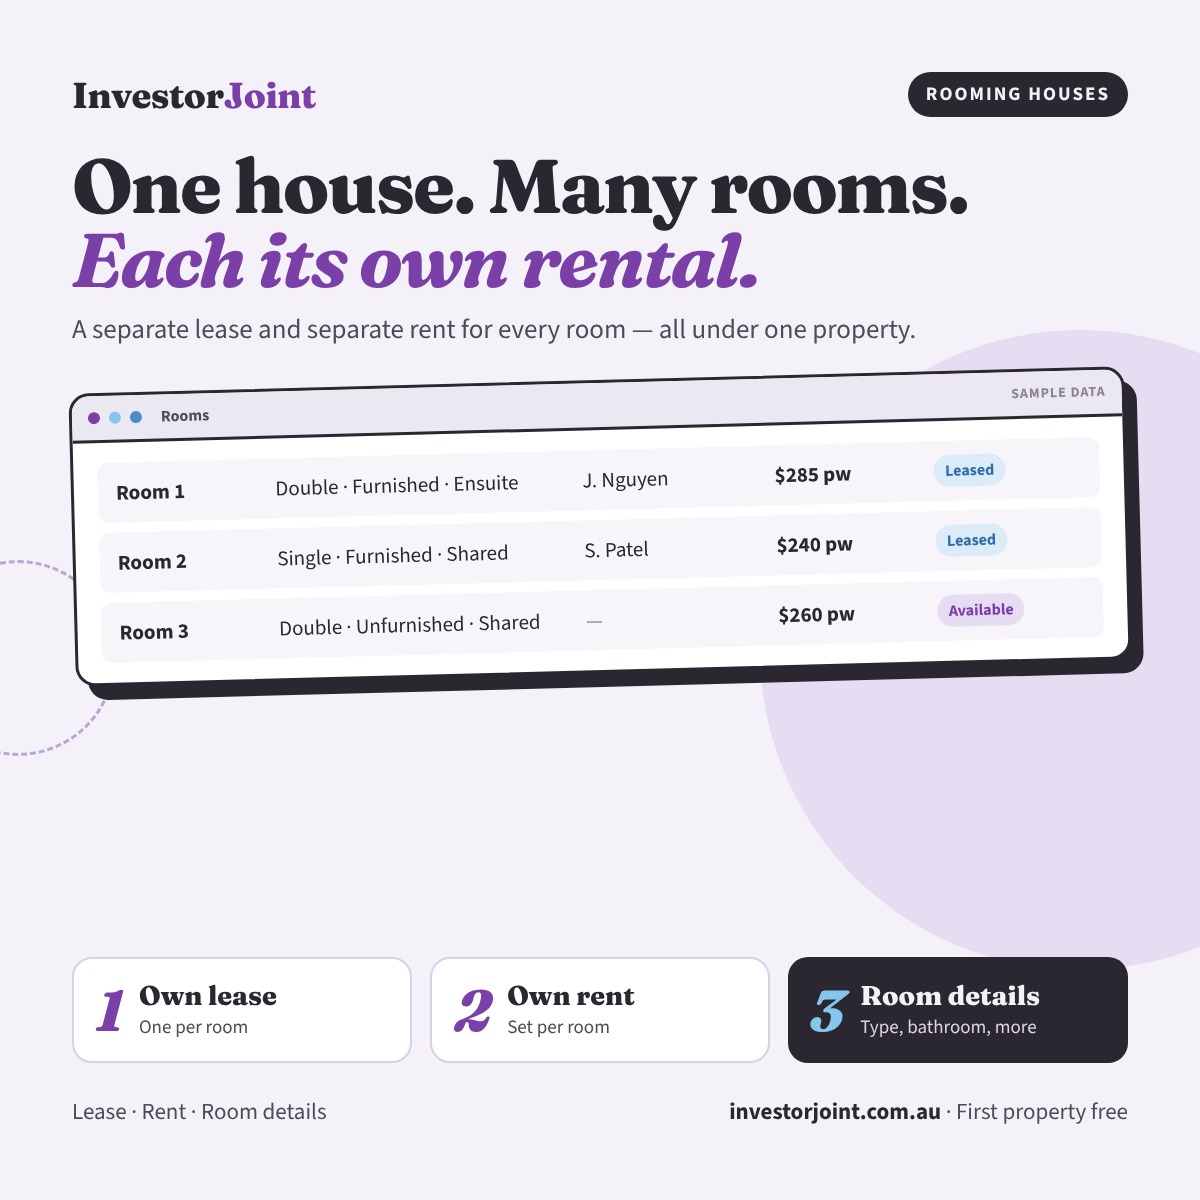 InvestorJoint
ROOMING HOUSES
One house. Many rooms.
Each its own rental.
A separate lease and separate rent for every room — all under one property.
Rooms
SAMPLE DATA
Room 1 Double · Furnished · Ensuite J. Nguyen $285 pw Leased
Room 2 Single · Furnished · Shared S. Patel $240 pw Leased
Room 3 Double · Unfurnished · Shared — $260 pw Available
1 Own lease
One per room
2 Own rent
Set per room
3 Room details
Type, bathroom, more
Lease · Rent · Room details
investorjoint.com.au · First property free